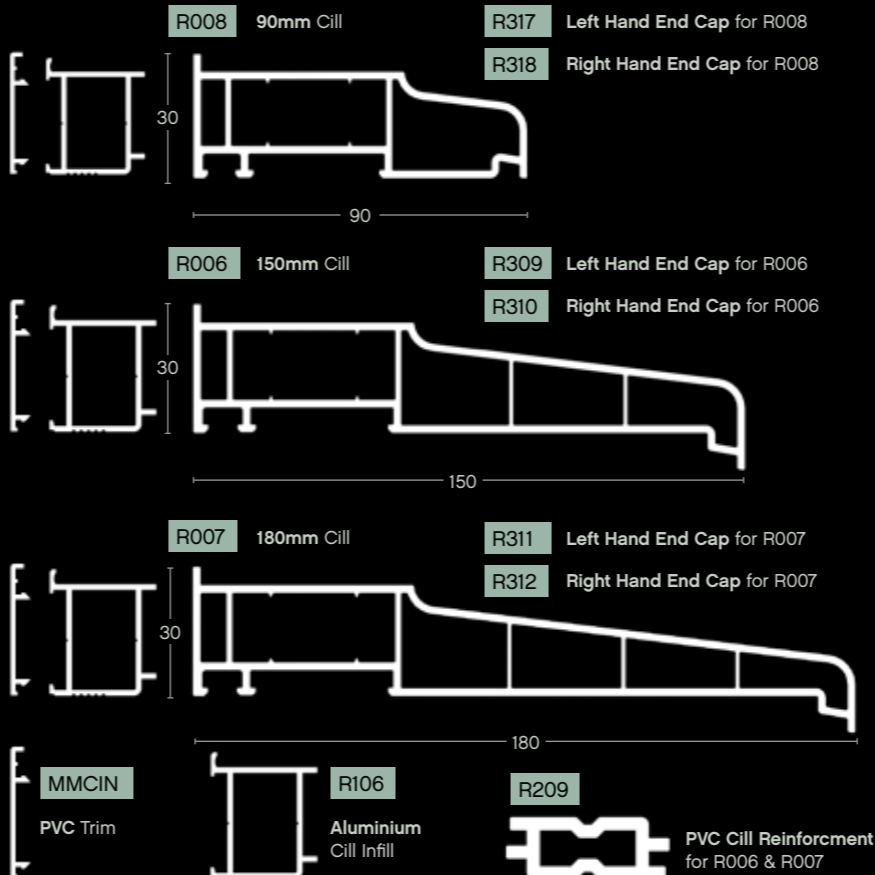 R008 90mm Cill
R317 Left Hand End Cap for R008
R318 Right Hand End Cap for R008
30
90
R006 150mm Cill
R309 Left Hand End Cap for R006
R310 Right Hand End Cap for R006
30
150
R007 180mm Cill
R311 Left Hand End Cap for R007
R312 Right Hand End Cap for R007
30
180
MMCIN
PVC Trim
R106
Aluminium
Cill Infill
R209
PVC Cill Reinforcment
for R006 & R007